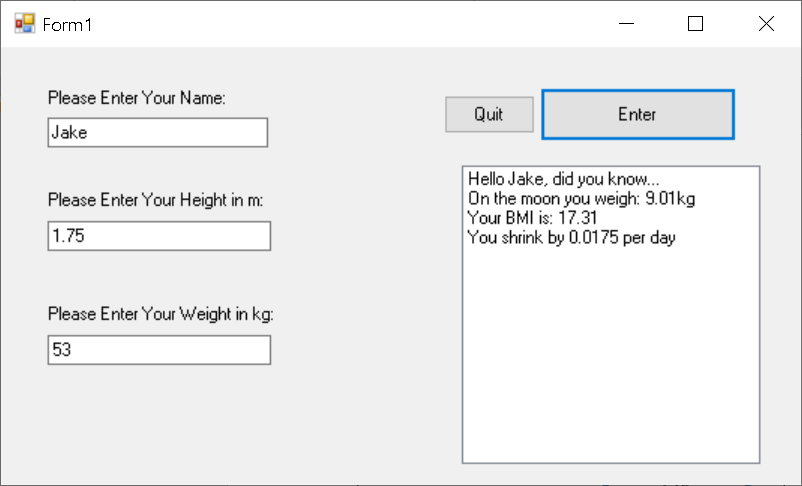 Form1
Please Enter Your Name:
Jake
Please Enter Your Height in m:
1.75
Please Enter Your Weight in kg:
53
Quit
Enter
Hello Jake, did you know...
On the moon you weigh: 9.01kg
Your BMI is: 17.31
You shrink by 0.0175 per day